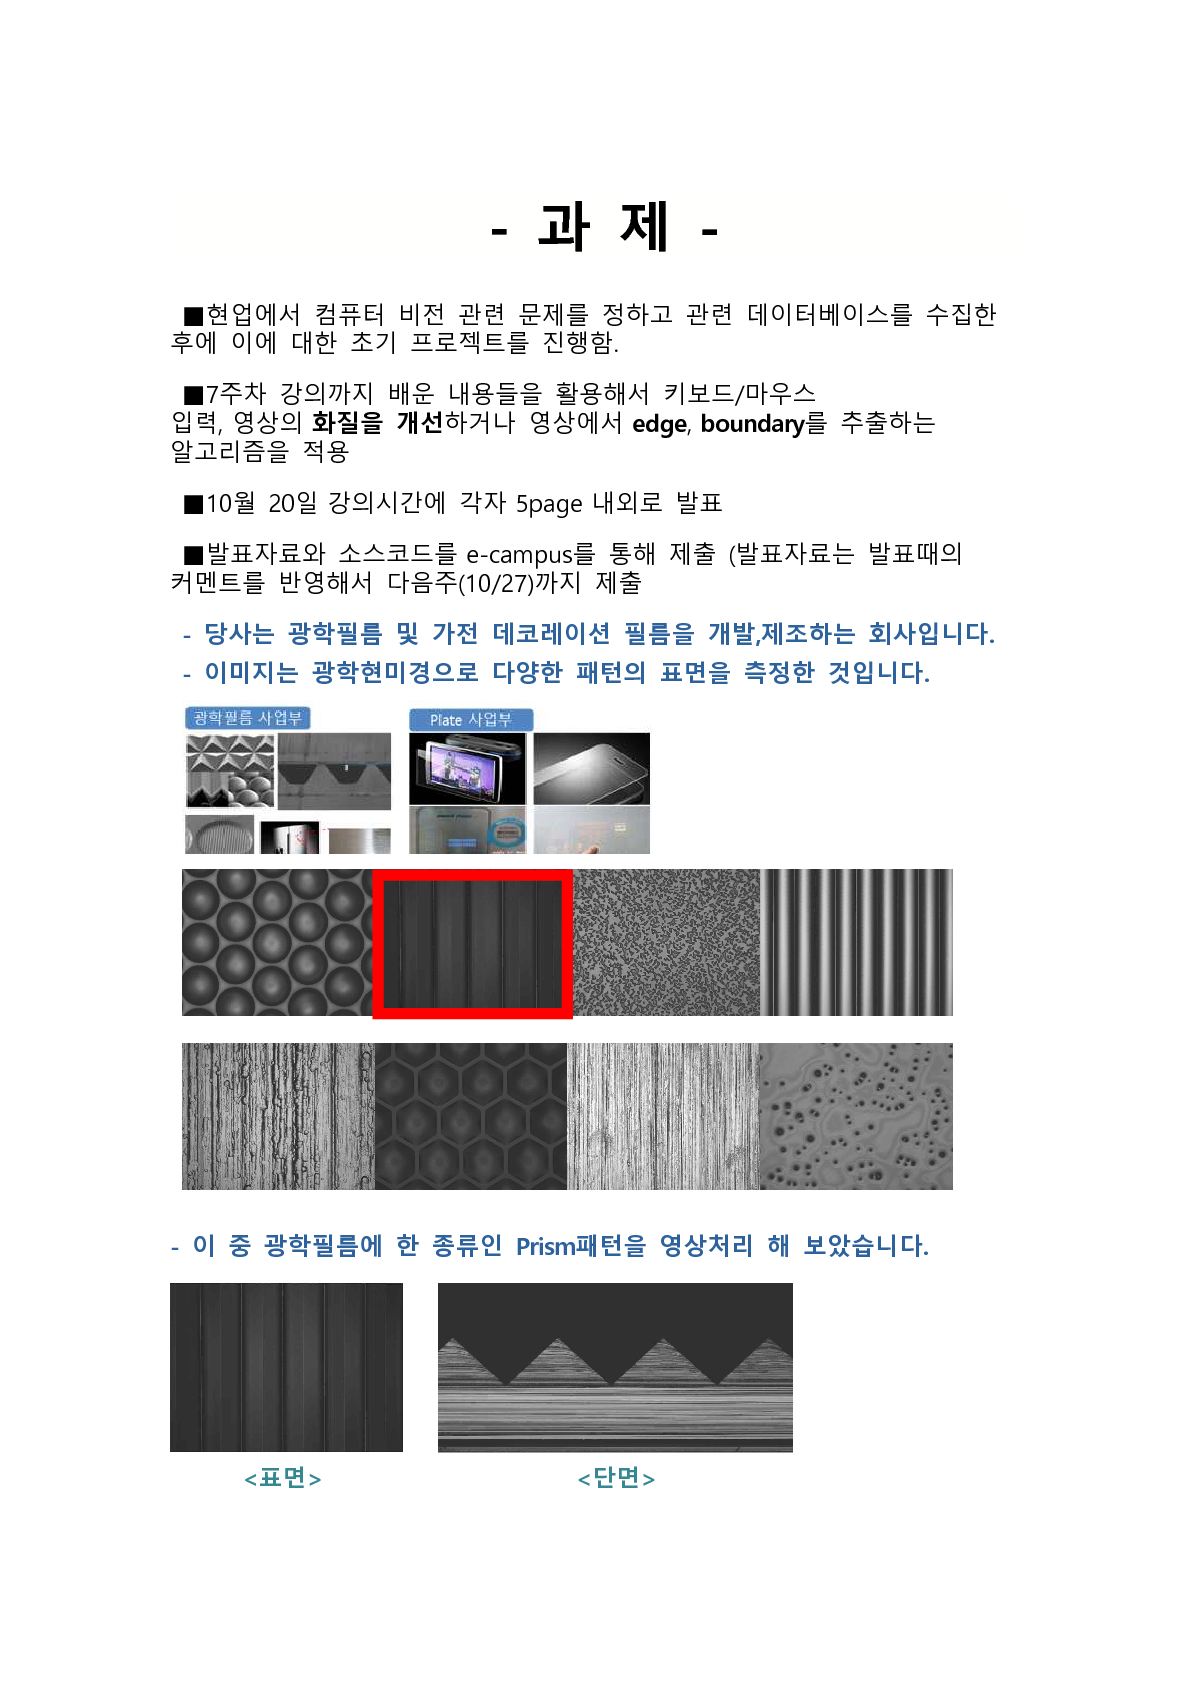 - 과 제 -
■현업에서 컴퓨터 비전 관련 문제를 정하고 관련 데이터베이스를 수집한
후에 이에 대한 초기 프로젝트를 진행함.
■7주차 강의까지 배운 내용들을 활용해서 키보드/마우스
입력, 영상의 화질을 개선하거나 영상에서 edge, boundary를 추출하는
알고리즘을 적용
■10월 20일 강의시간에 각자 5page 내외로 발표
■발표자료와 소스코드를 e-campus를 통해 제출 (발표자료는 발표때의
커멘트를 반영해서 다음주(10/27)까지 제출
- 당사는 광학필름 및 가전 데코레이션 필름을 개발,제조하는 회사입니다.
- 이미지는 광학현미경으로 다양한 패턴의 표면을 측정한 것입니다.
광학필름 사업부
Plate 사업부
- 이 중 광학필름에 한 종류인 Prism패턴을 영상처리 해 보았습니다.
<표면>
<단면>